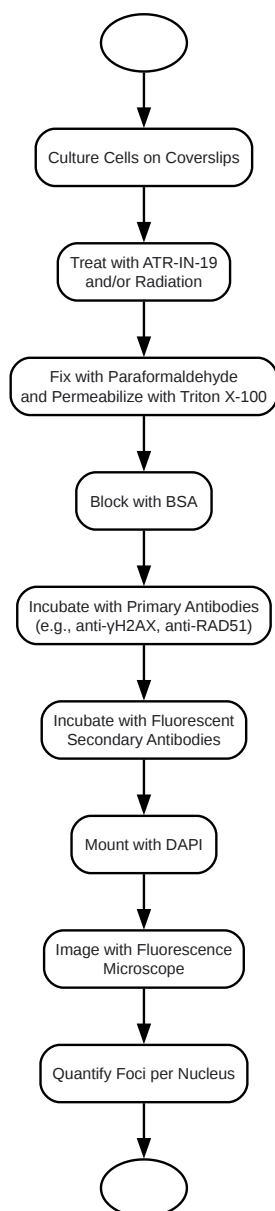 Culture Cells on Coverslips
Treat with ATR-IN-19
and/or Radiation
Fix with Paraformaldehyde
and Permeabilize with Triton X-100
Block with BSA
Incubate with Primary Antibodies
(e.g., anti-γH2AX, anti-RAD51)
Incubate with Fluorescent
Secondary Antibodies
Mount with DAPI
Image with Fluorescence
Microscope
Quantify Foci per Nucleus